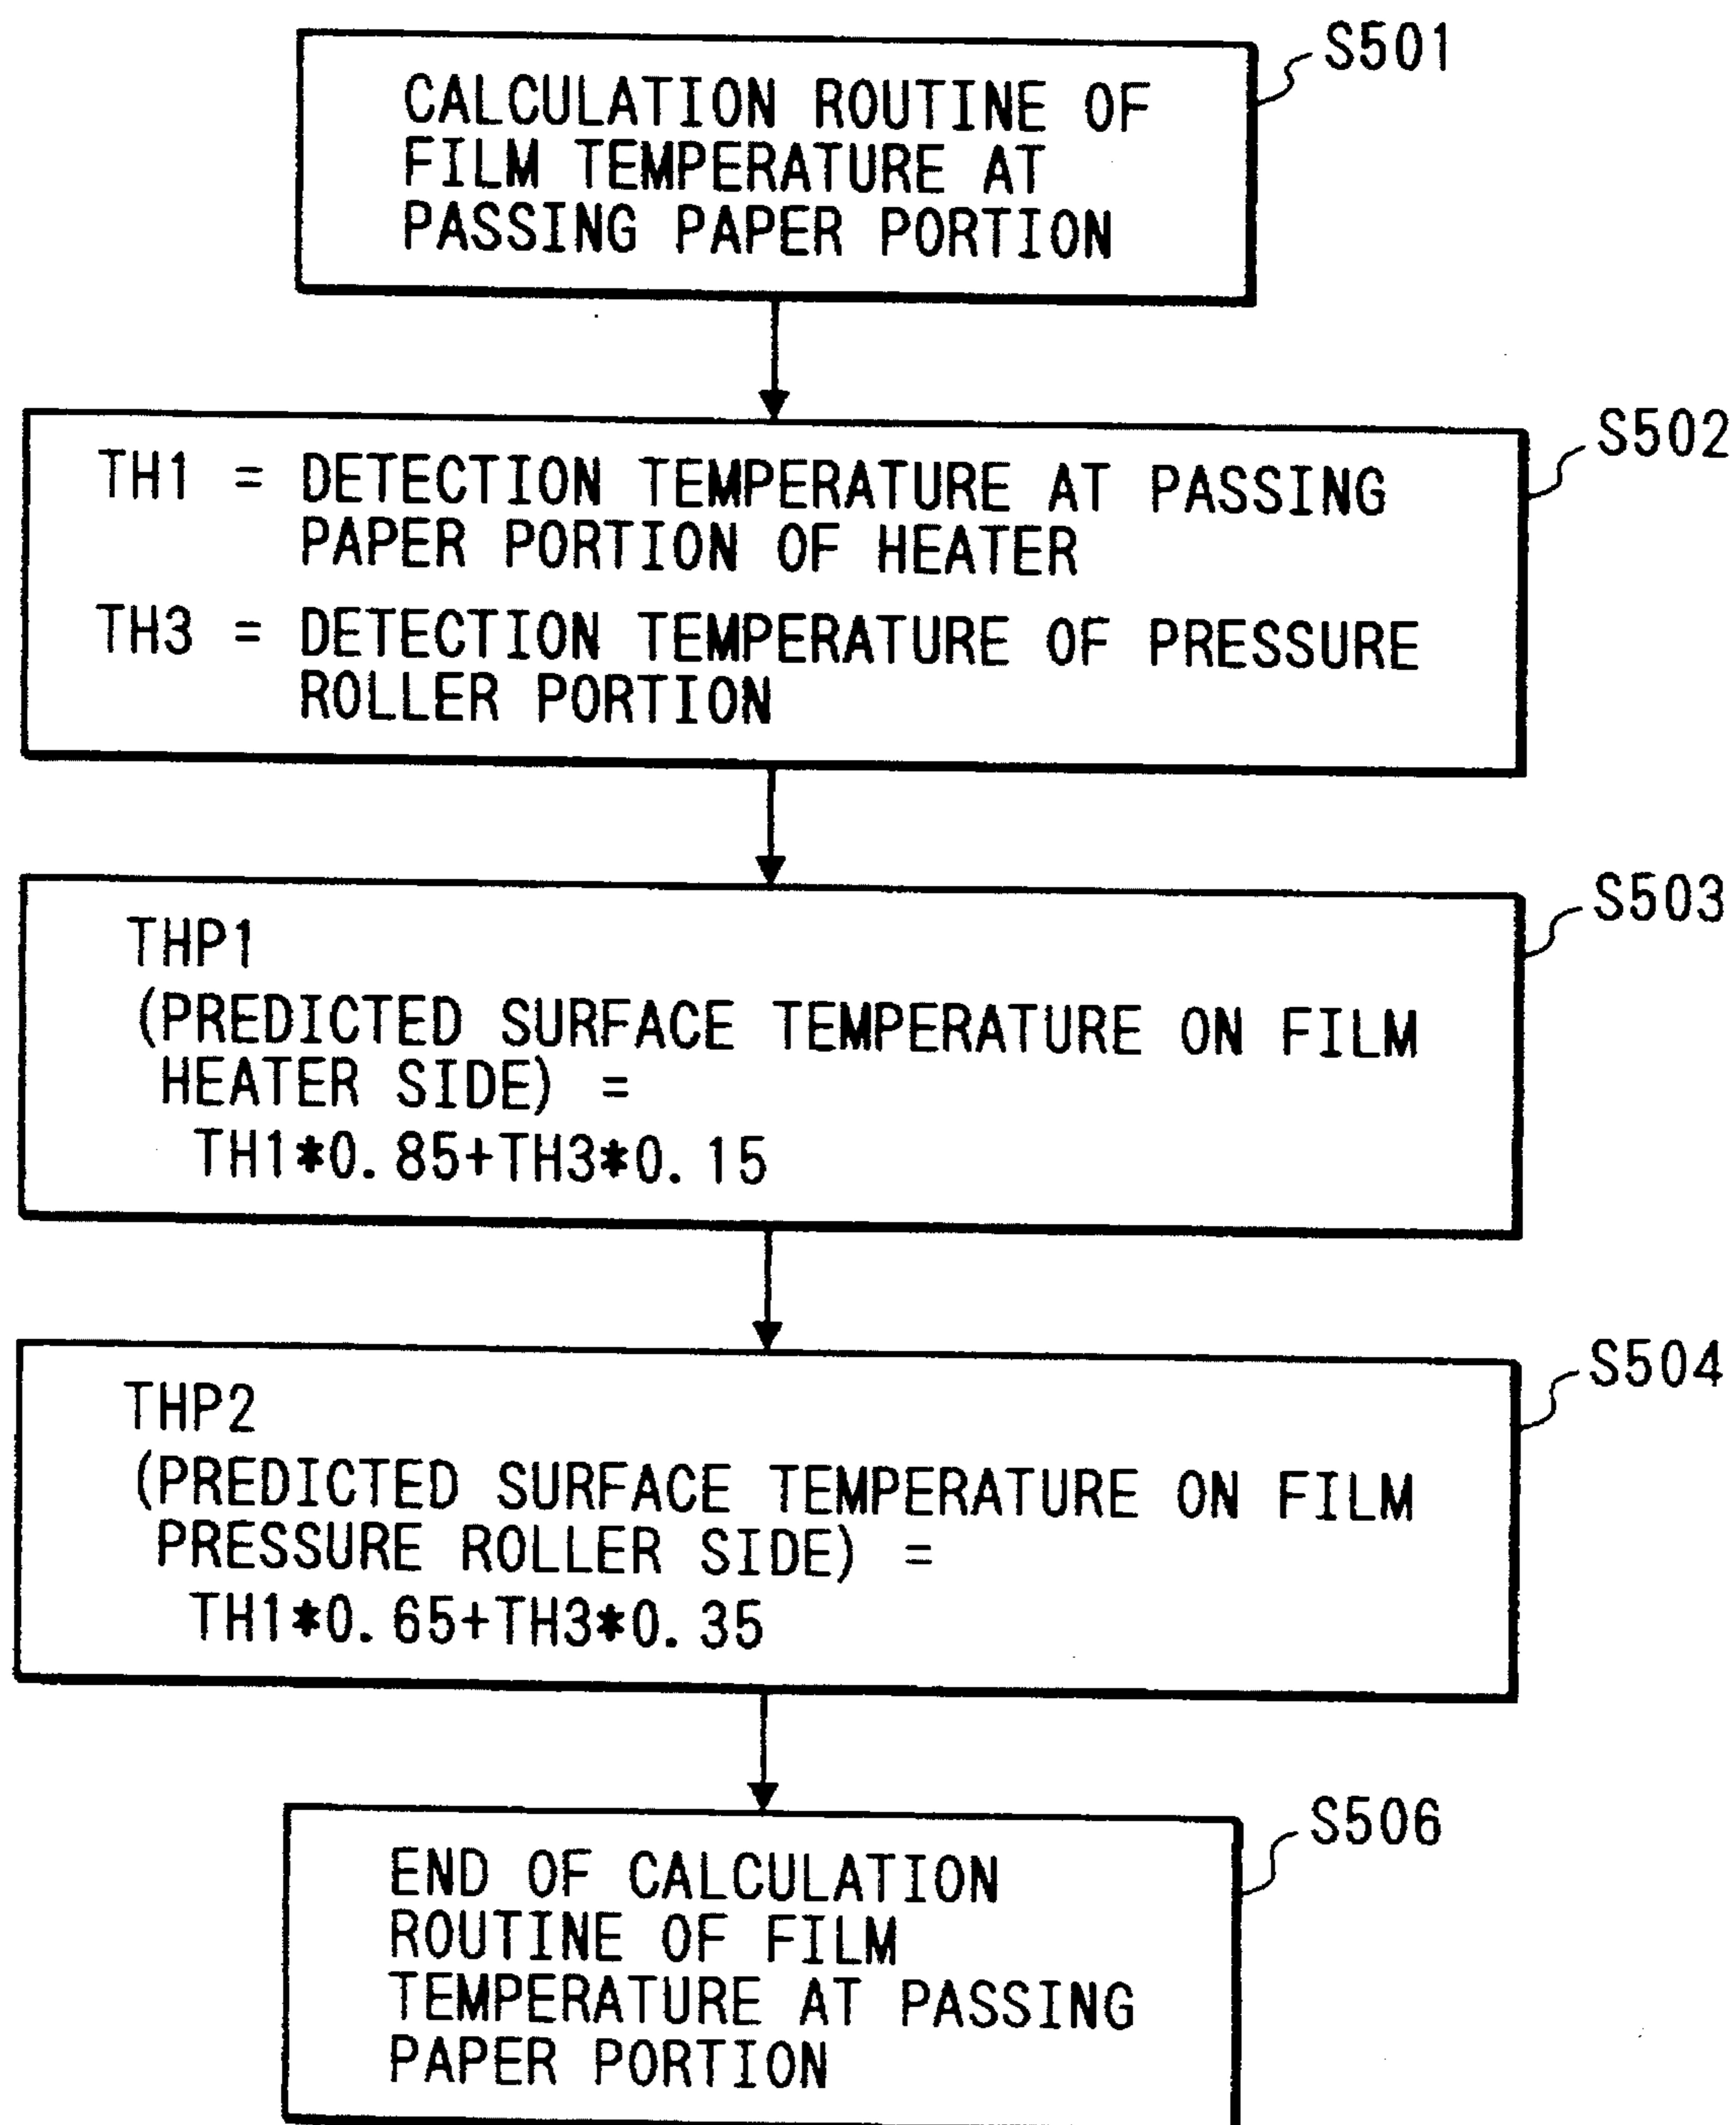 S501
CALCULATION ROUTINE OF
FILM TEMPERATURE AT
PASSING PAPER PORTION
S502
TH1 = DETECTION TEMPERATURE AT PASSING
PAPER PORTION OF HEATER
TH3 = DETECTION TEMPERATURE OF PRESSURE
ROLLER PORTION
S503
THP1
(PREDICTED SURFACE TEMPERATURE ON FILM
HEATER SIDE) =
TH1*0.85+TH3*0.15
S504
THP2
(PREDICTED SURFACE TEMPERATURE ON FILM
PRESSURE ROLLER SIDE) =
TH1*0.65+TH3*0.35
S506
END OF CALCULATION
ROUTINE OF FILM
TEMPERATURE AT PASSING
PAPER PORTION